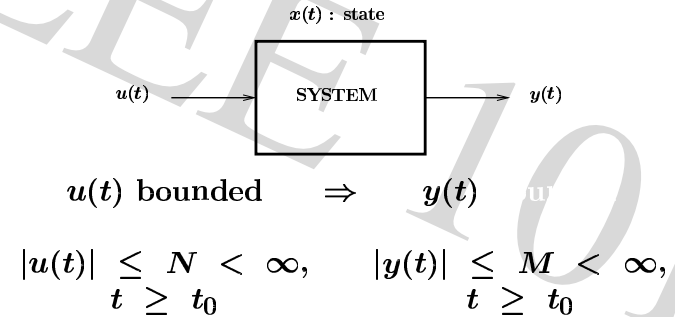 x(t) : state
u(t) SYSTEM y(t)
u(t) bounded ⇒ y(t)
|u(t)| ≤ N < ∞, |y(t)| ≤ M < ∞,
t ≥ t₀ t ≥ t₀